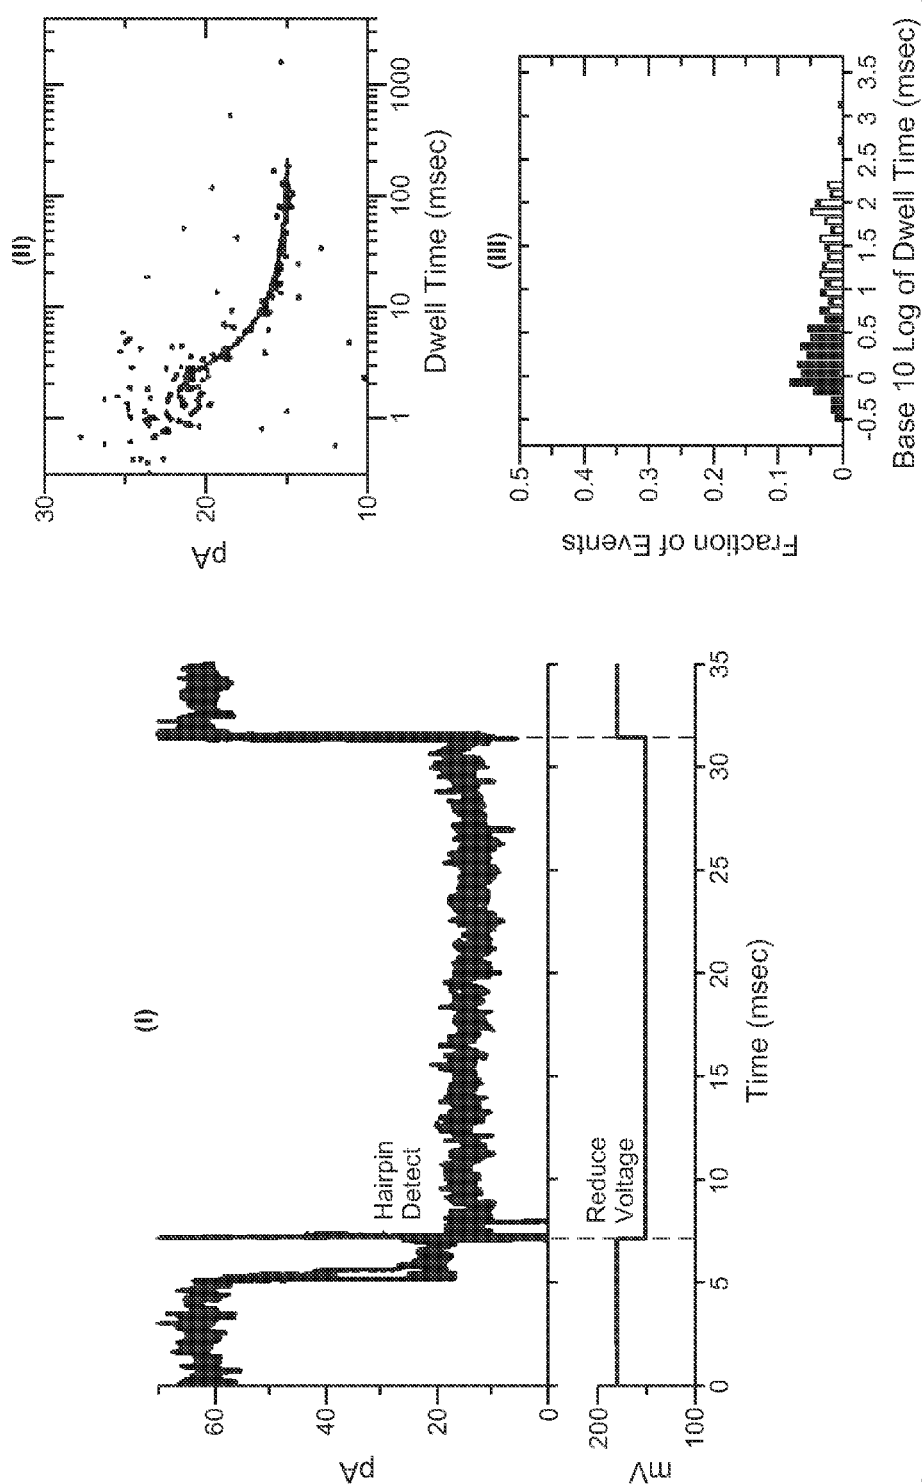 (I)
pA
60
40
20
0
Hairpin
Detect
Reduce
Voltage
mV
200
100
0
5
10
15
20
25
30
35
Time (msec)
(II)
pA
30
20
10
1
10
100
1000
Dwell Time (msec)
(III)
Fraction of Events
0.5
0.4
0.3
0.2
0.1
0
-0.5
0
0.5
1
1.5
2
2.5
3
3.5
Base 10 Log of Dwell Time (msec)